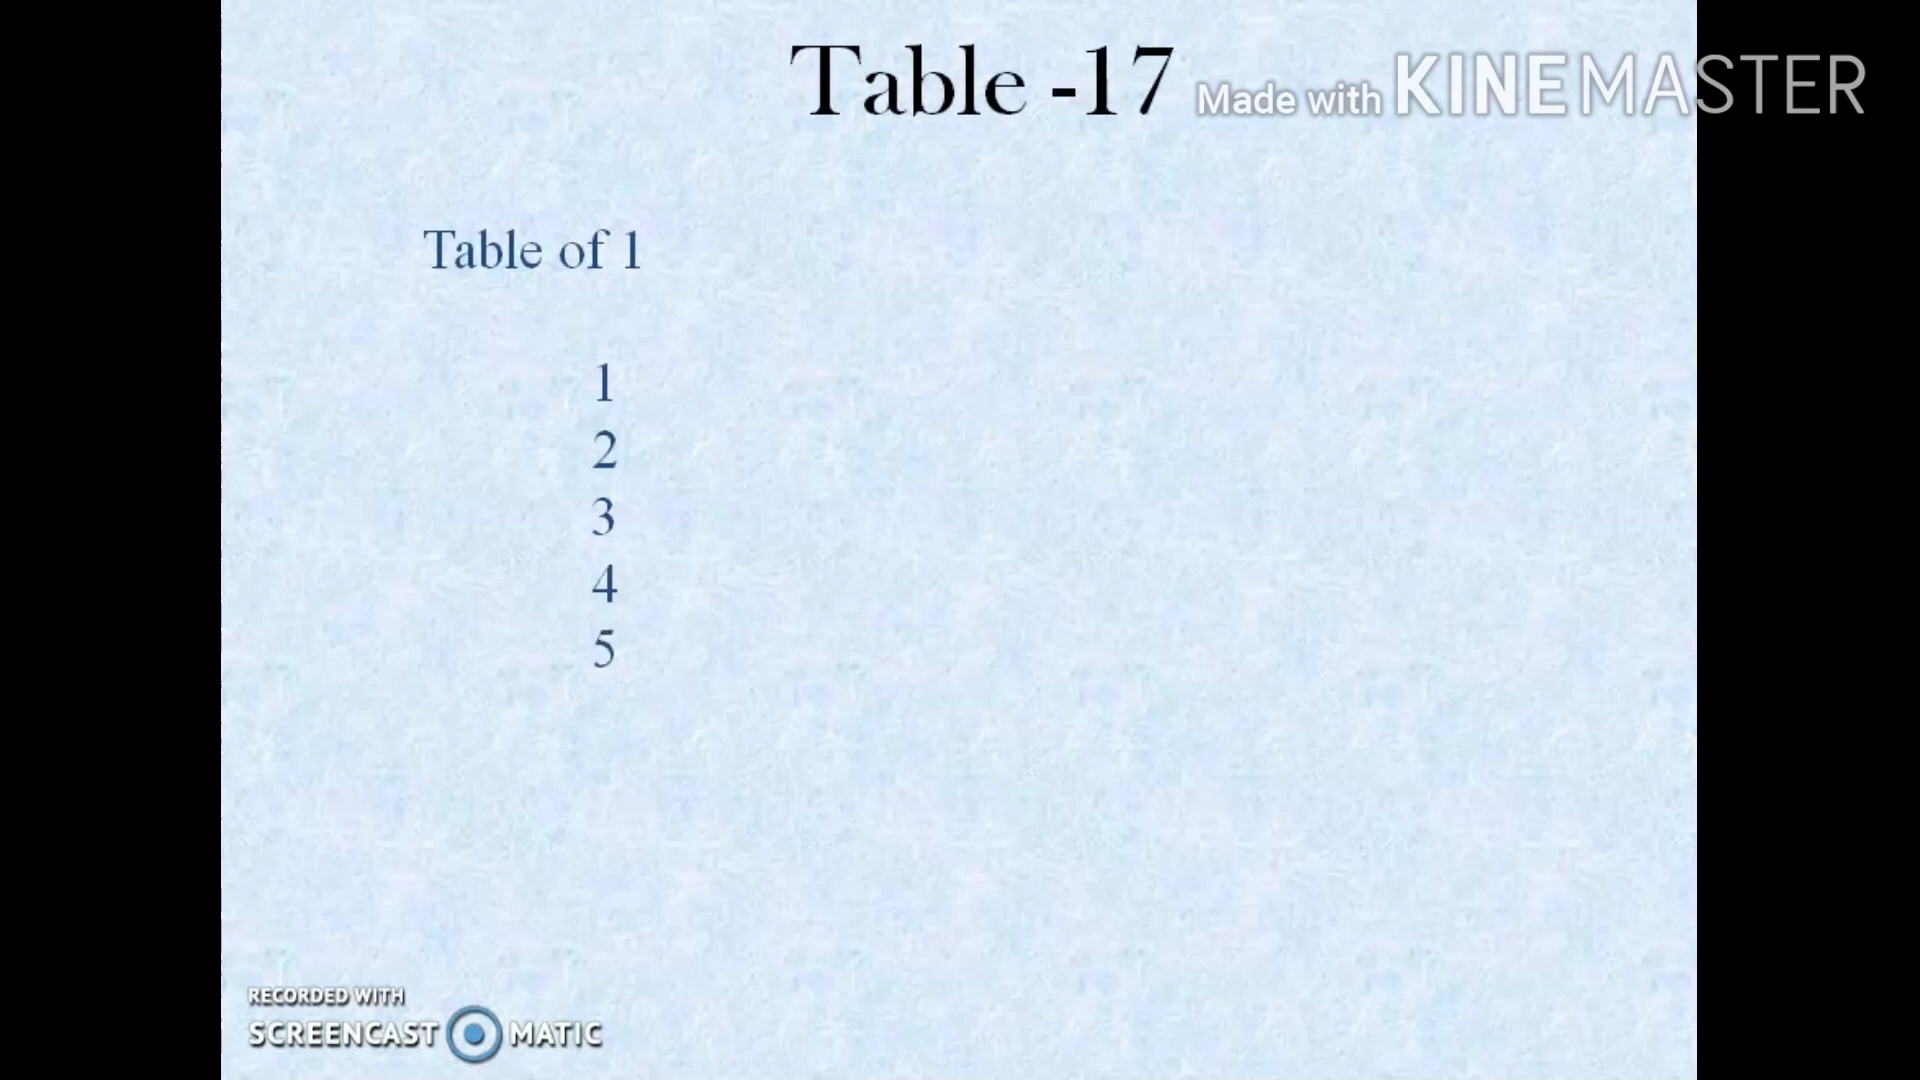 Table -17
Made with KINEMASTER
Table of 1
1
2
3
4
5
RECORDED WITH
SCREENCAST MATIC